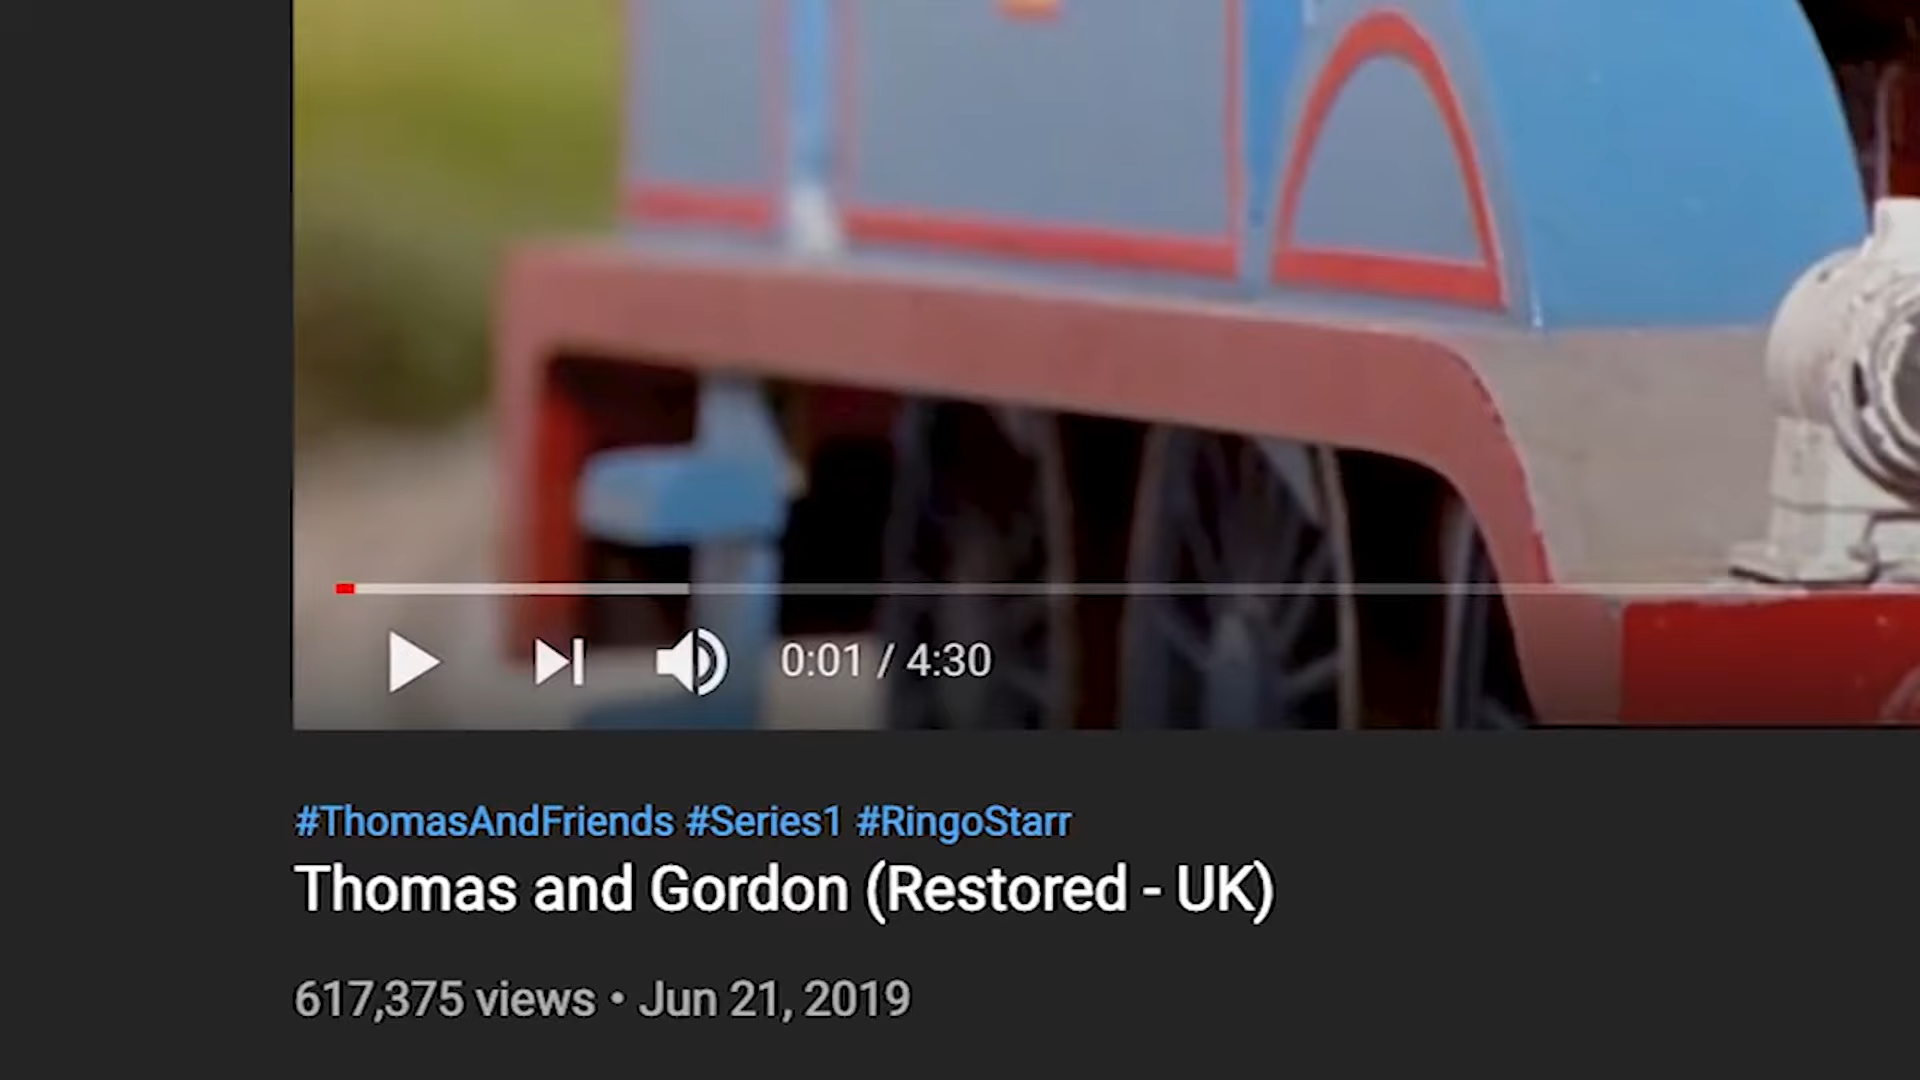 0:01 / 4:30
#ThomasAndFriends #Series1 #RingoStarr
Thomas and Gordon (Restored - UK)
617,375 views • Jun 21, 2019